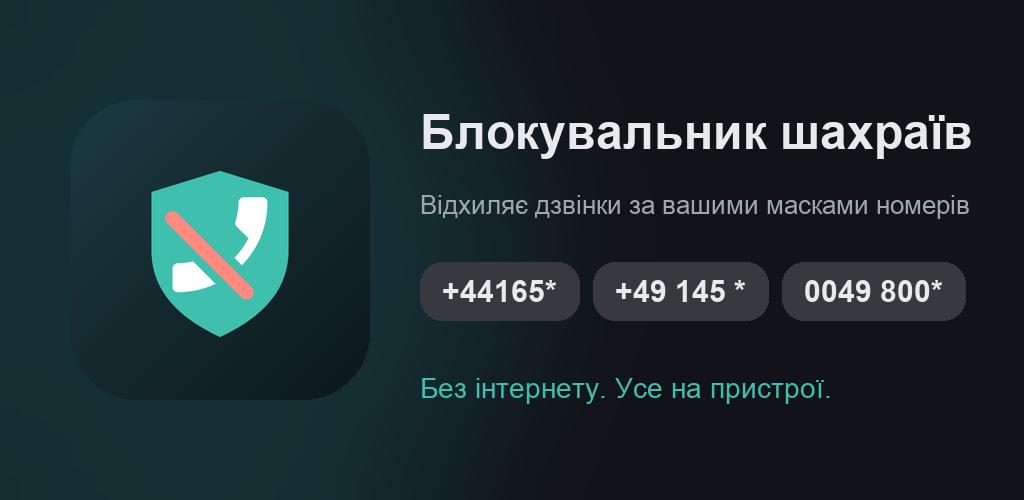 Блокувальник шахраїв
Відхиляє дзвінки за вашими масками номерів
+44165* +49 145 * 0049 800*
Без інтернету. Усе на пристрої.